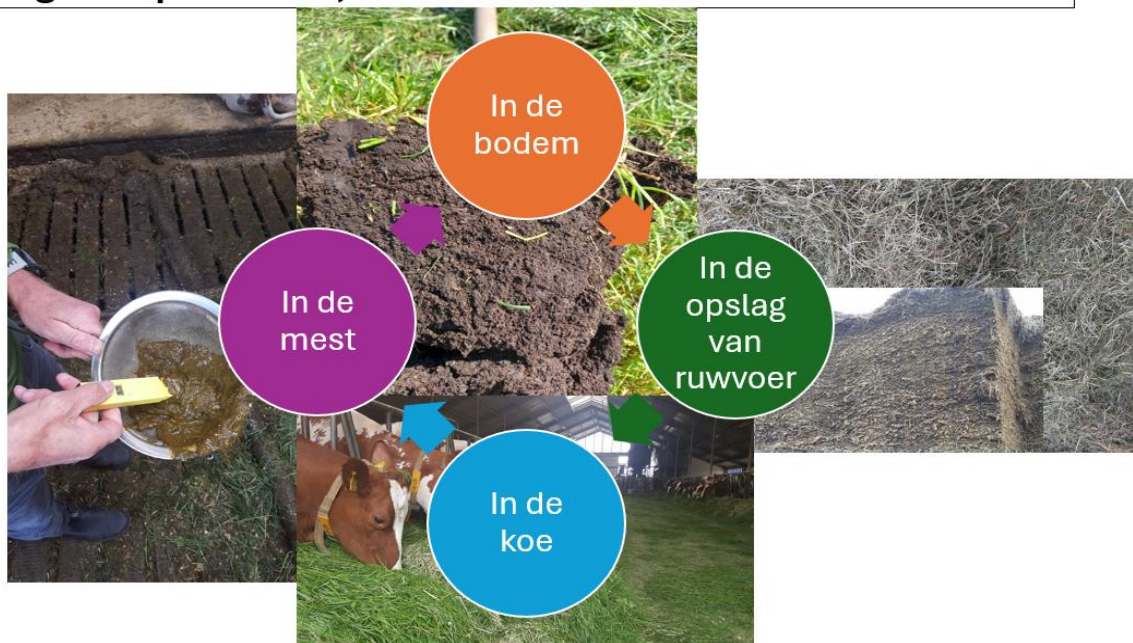 In de
bodem
In de
opslag
van
ruwvoer
In de
koe
In de
mest